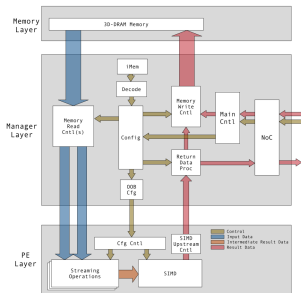 Memory
Layer
3D-DRAM Memory
Manager
Layer
IMem
Decode
Memory
Read
Cntl(s)
Config
Memory
Write
Cntl
Main
Cntl
NoC
Return
Data
Proc
OOB
Cfg
PE
Layer
Cfg Cntl
SIMD
Upstream
Cntl
Streaming
Operations
SIMD
Control
Input Data
Intermediate Result Data
Result Data